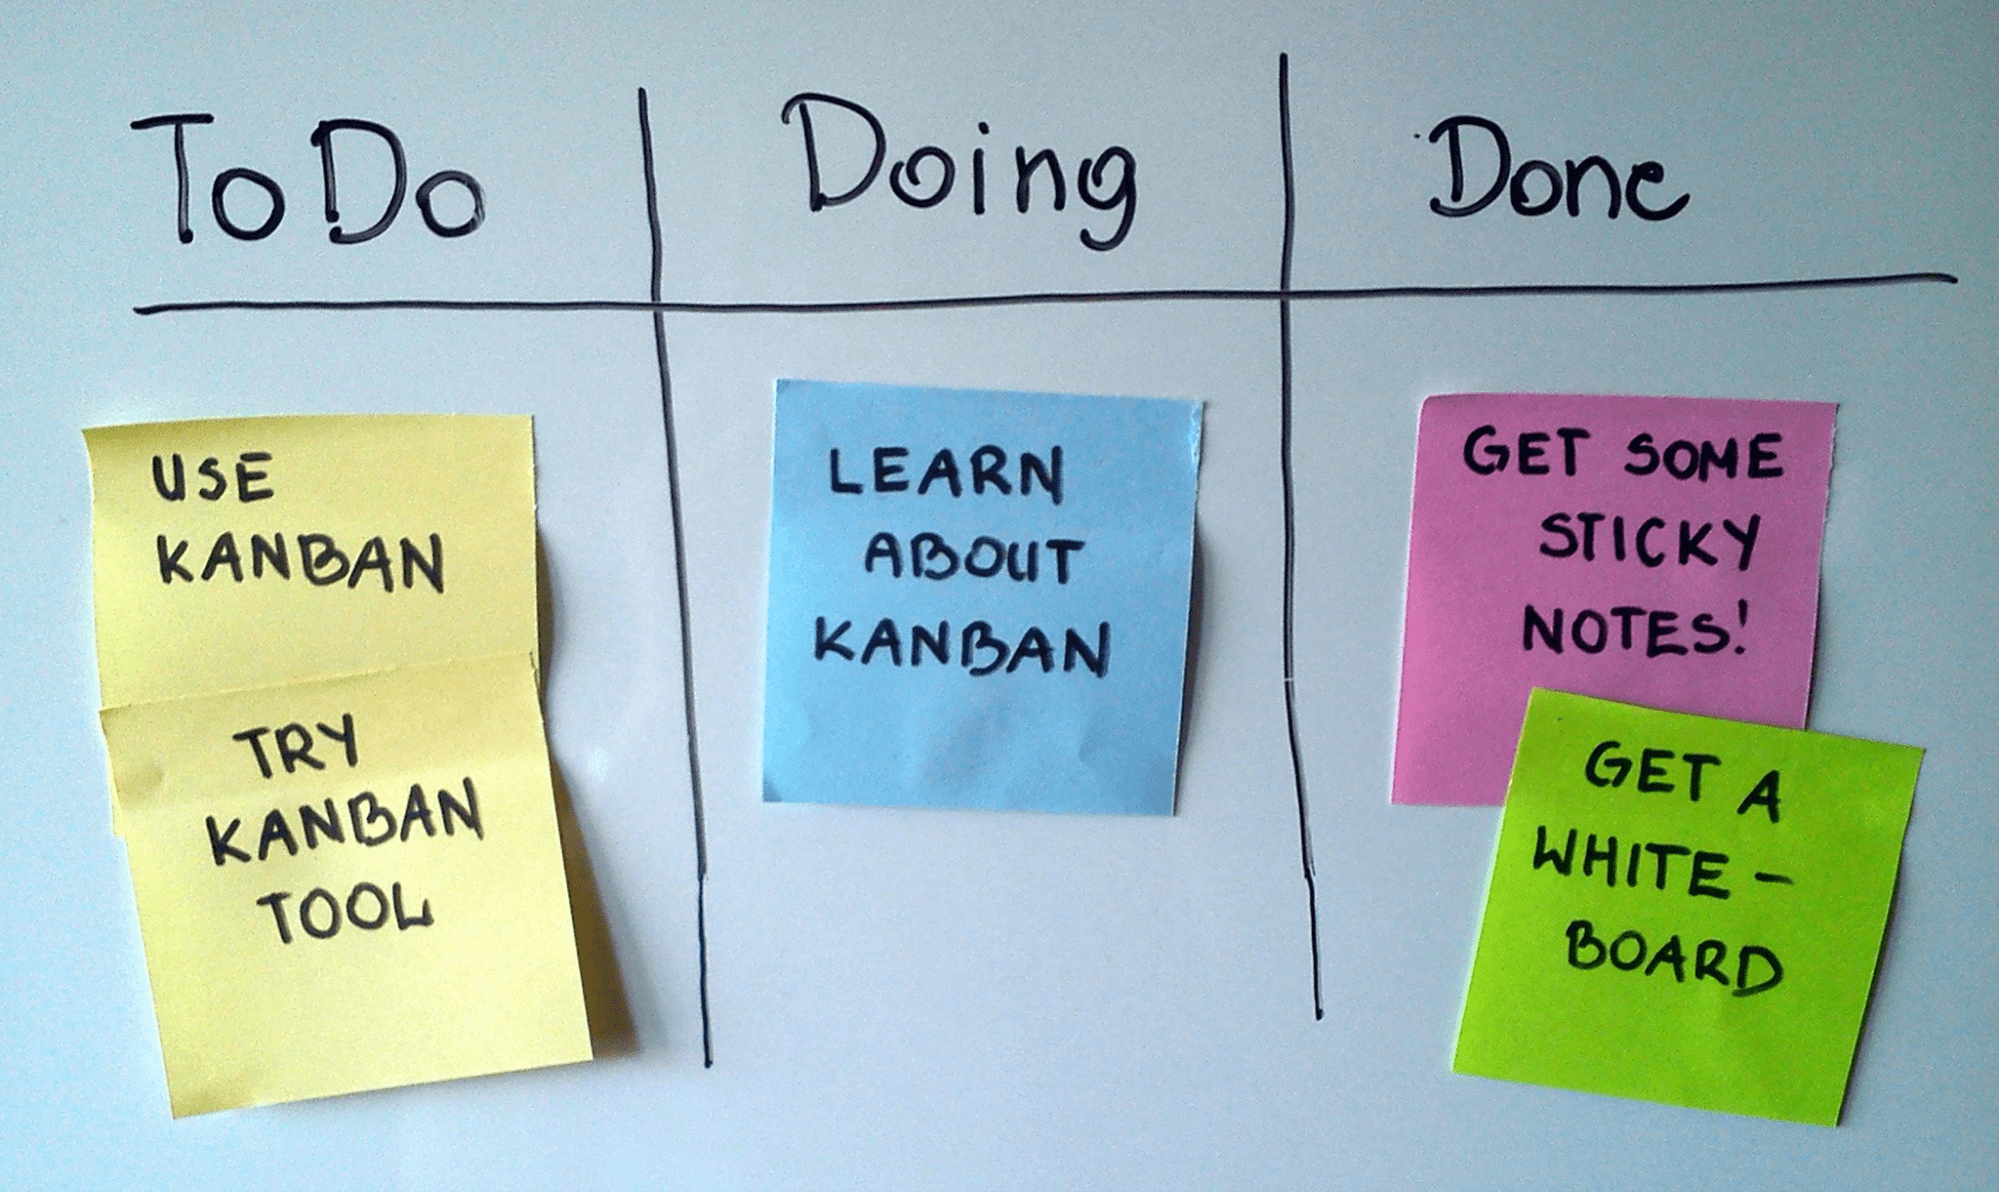 To Do
Doing
Done
USE
KANBAN
TRY
KANBAN
TOOL
LEARN
ABOUT
KANBAN
GET SOME
STICKY
NOTES!
GET A
WHITE-
BOARD